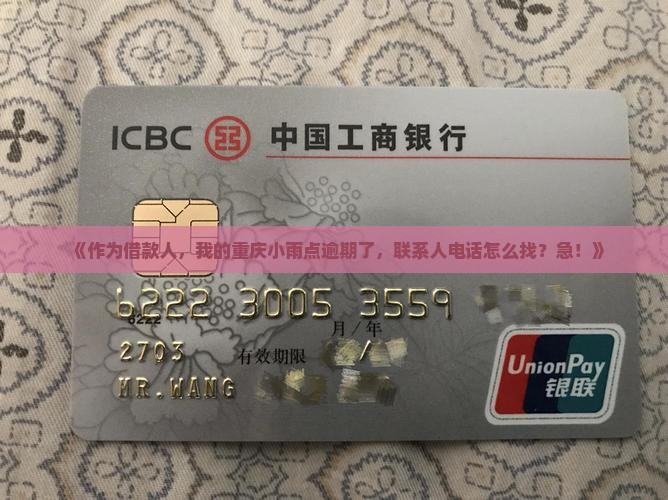 ICBC 中国工商银行
《作为借款人，我的重庆小雨点逾期了，联系人电话怎么找？急！》
6222 3005 3559
6222
月/年
2703 有效期限 /
MR.WANG
UnionPay
银联